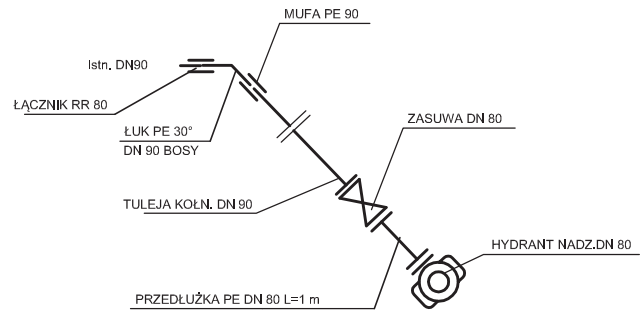 MUFA PE 90
Istn. DN90
ŁĄCZNIK RR 80
ŁUK PE 30°
DN 90 BOSY
ZASUWA DN 80
TULEJA KOŁN. DN 90
HYDRANT NADZ.DN 80
PRZEDŁUŻKA PE DN 80 L=1 m